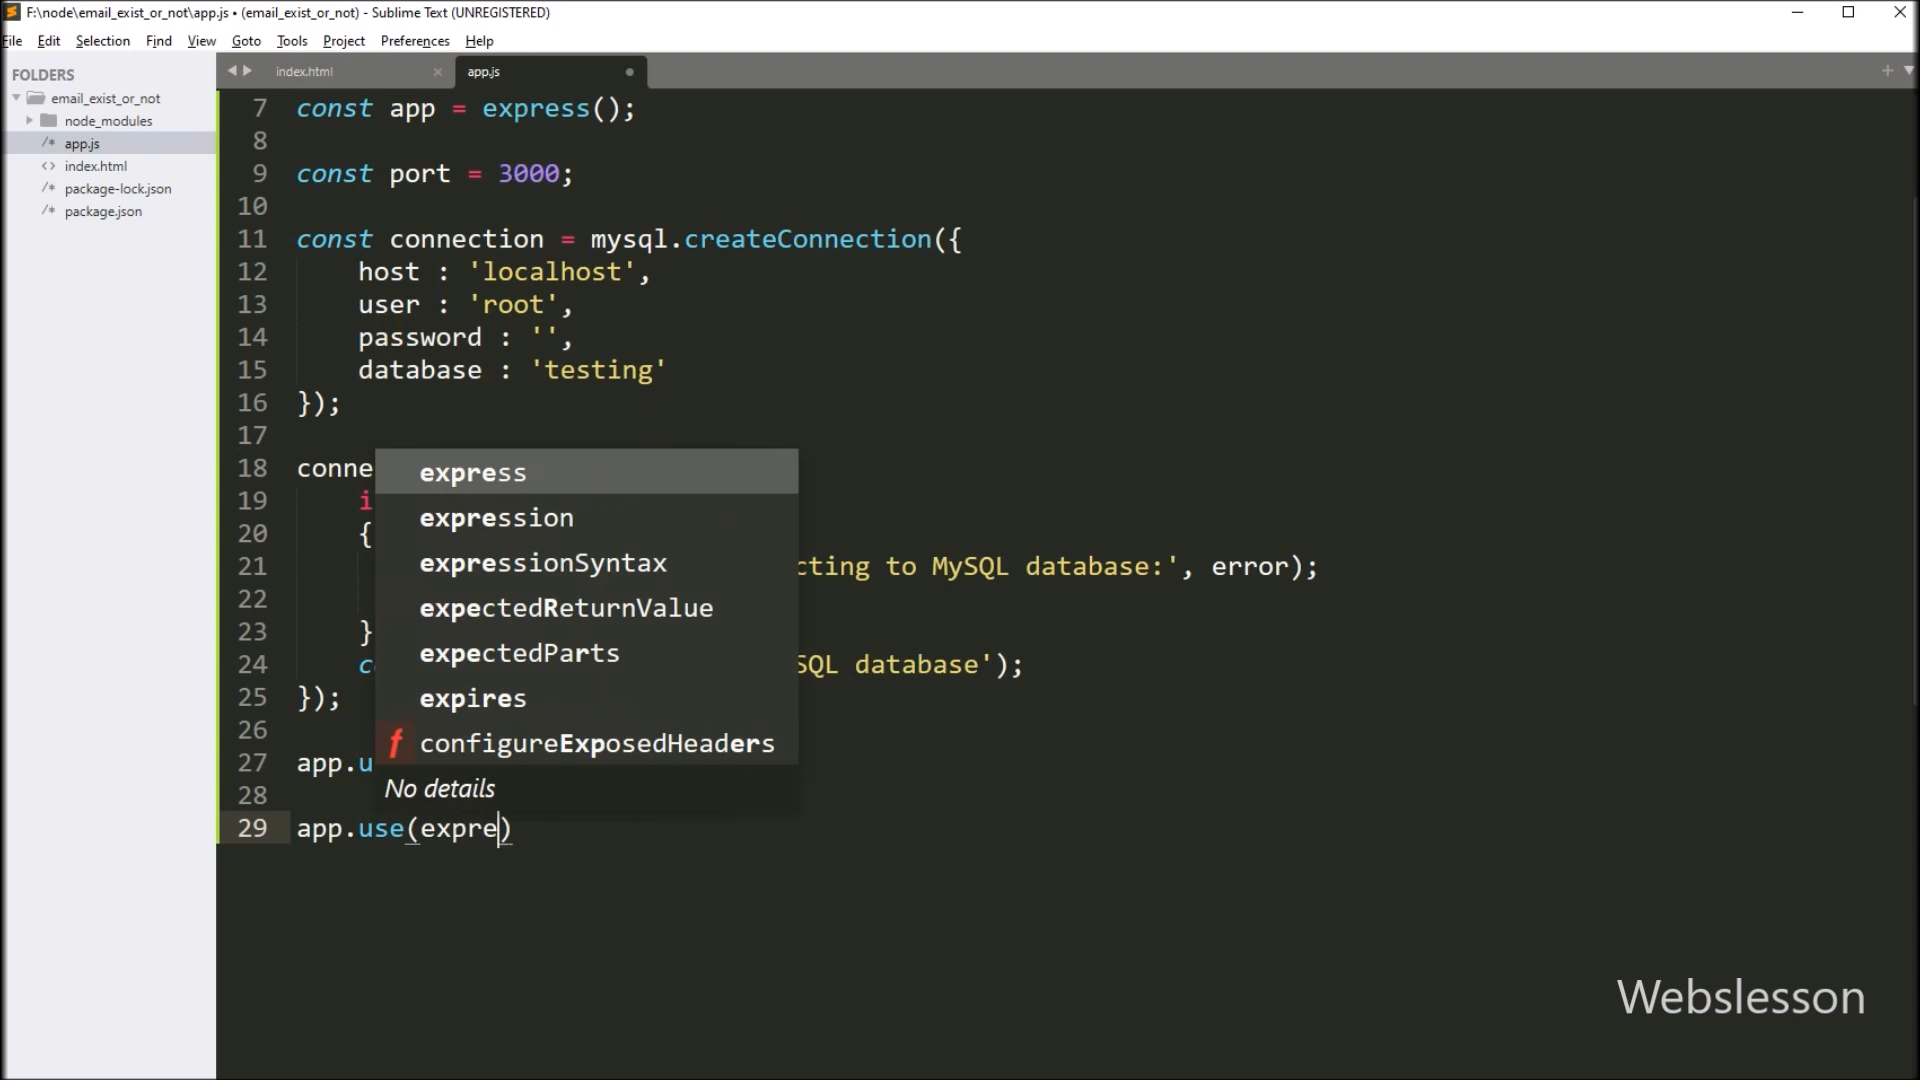 F:\node\email_exist_or_not\app.js • (email_exist_or_not) - Sublime Text (UNREGISTERED)
File Edit Selection Find View Goto Tools Project Preferences Help
FOLDERS
email_exist_or_not
node_modules
/* app.js
<> index.html
/* package-lock.json
/* package.json
index.html app.js
7 const app = express();
8
9 const port = 3000;
10
11 const connection = mysql.createConnection({
12 host : 'localhost',
13 user : 'root',
14 password : '',
15 database : 'testing'
16 });
17
18 conne
19 i
20 {
21 cting to MySQL database:', error);
22
23 }
24 c SQL database');
25 });
26
27 app.u
28
29 app.use(expre)
express
expression
expressionSyntax
expectedReturnValue
expectedParts
expires
f configureExposedHeaders
No details
Webslesson